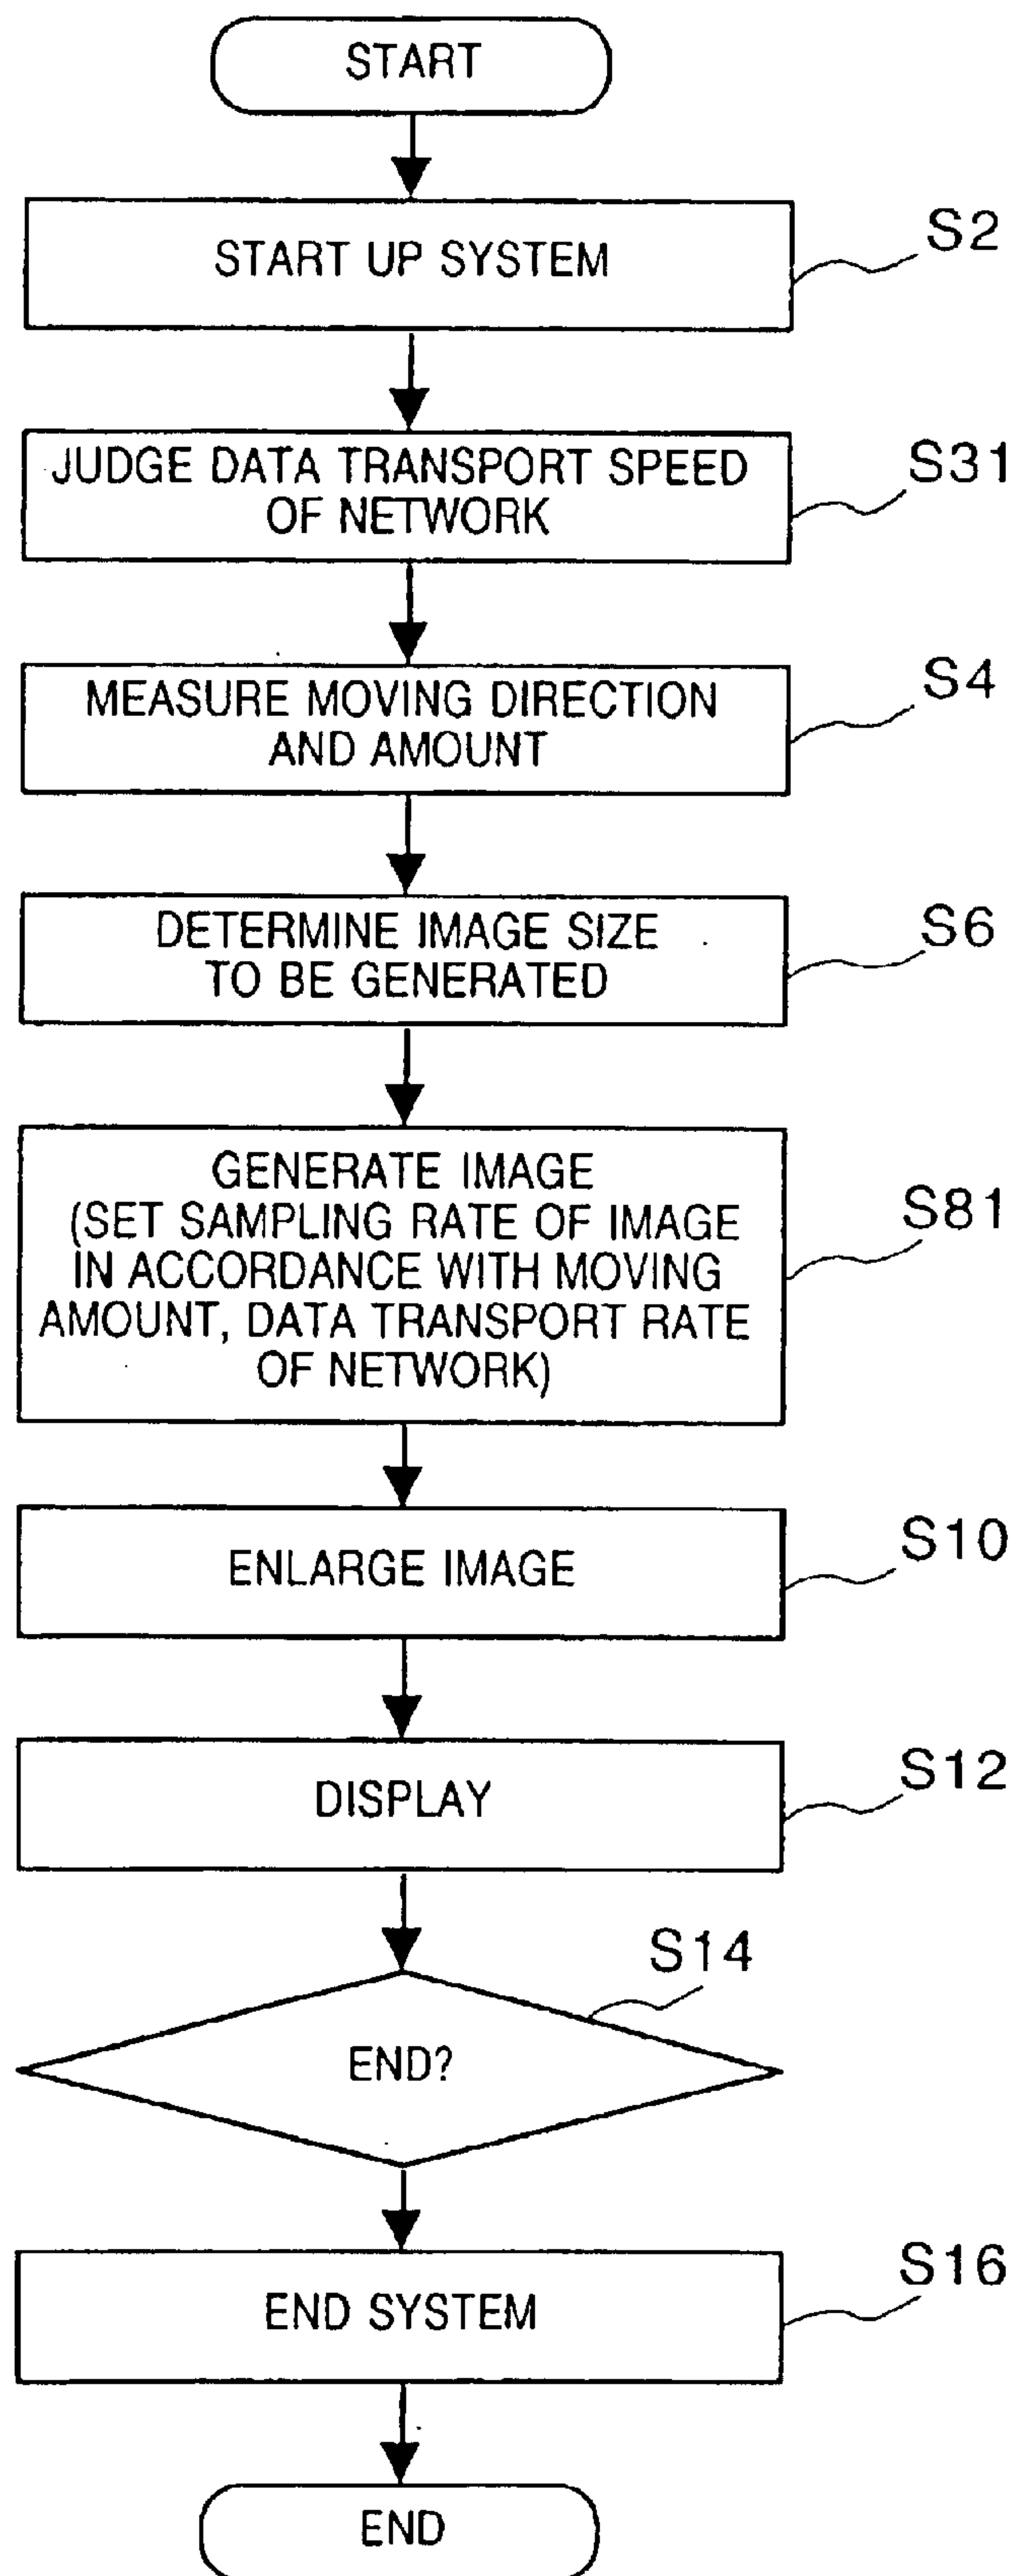 START
START UP SYSTEM
S2
JUDGE DATA TRANSPORT SPEED
OF NETWORK
S31
MEASURE MOVING DIRECTION
AND AMOUNT
S4
DETERMINE IMAGE SIZE
TO BE GENERATED
S6
GENERATE IMAGE
(SET SAMPLING RATE OF IMAGE
IN ACCORDANCE WITH MOVING
AMOUNT, DATA TRANSPORT RATE
OF NETWORK)
S81
ENLARGE IMAGE
S10
DISPLAY
S12
S14
END?
END SYSTEM
S16
END